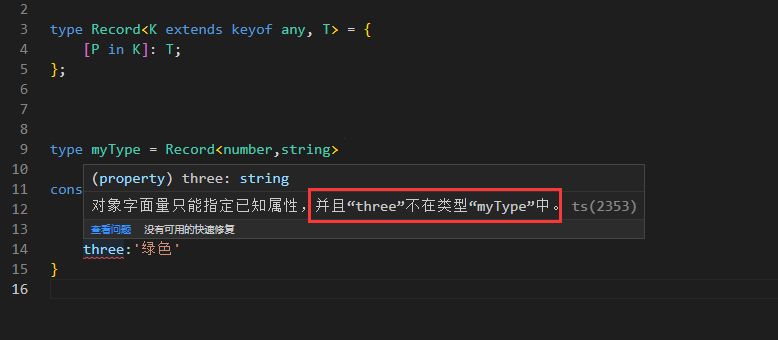 2
3 type Record<K extends keyof any, T> = {
4 [P in K]: T;
5 };
6
7
8
9 type myType = Record<number,string>
10 (property) three: string
11 cons
12 对象字面量只能指定已知属性，并且“three”不在类型“myType”中。 ts(2353)
13 查看问题 没有可用的快速修复
14 three:'绿色'
15 }
16